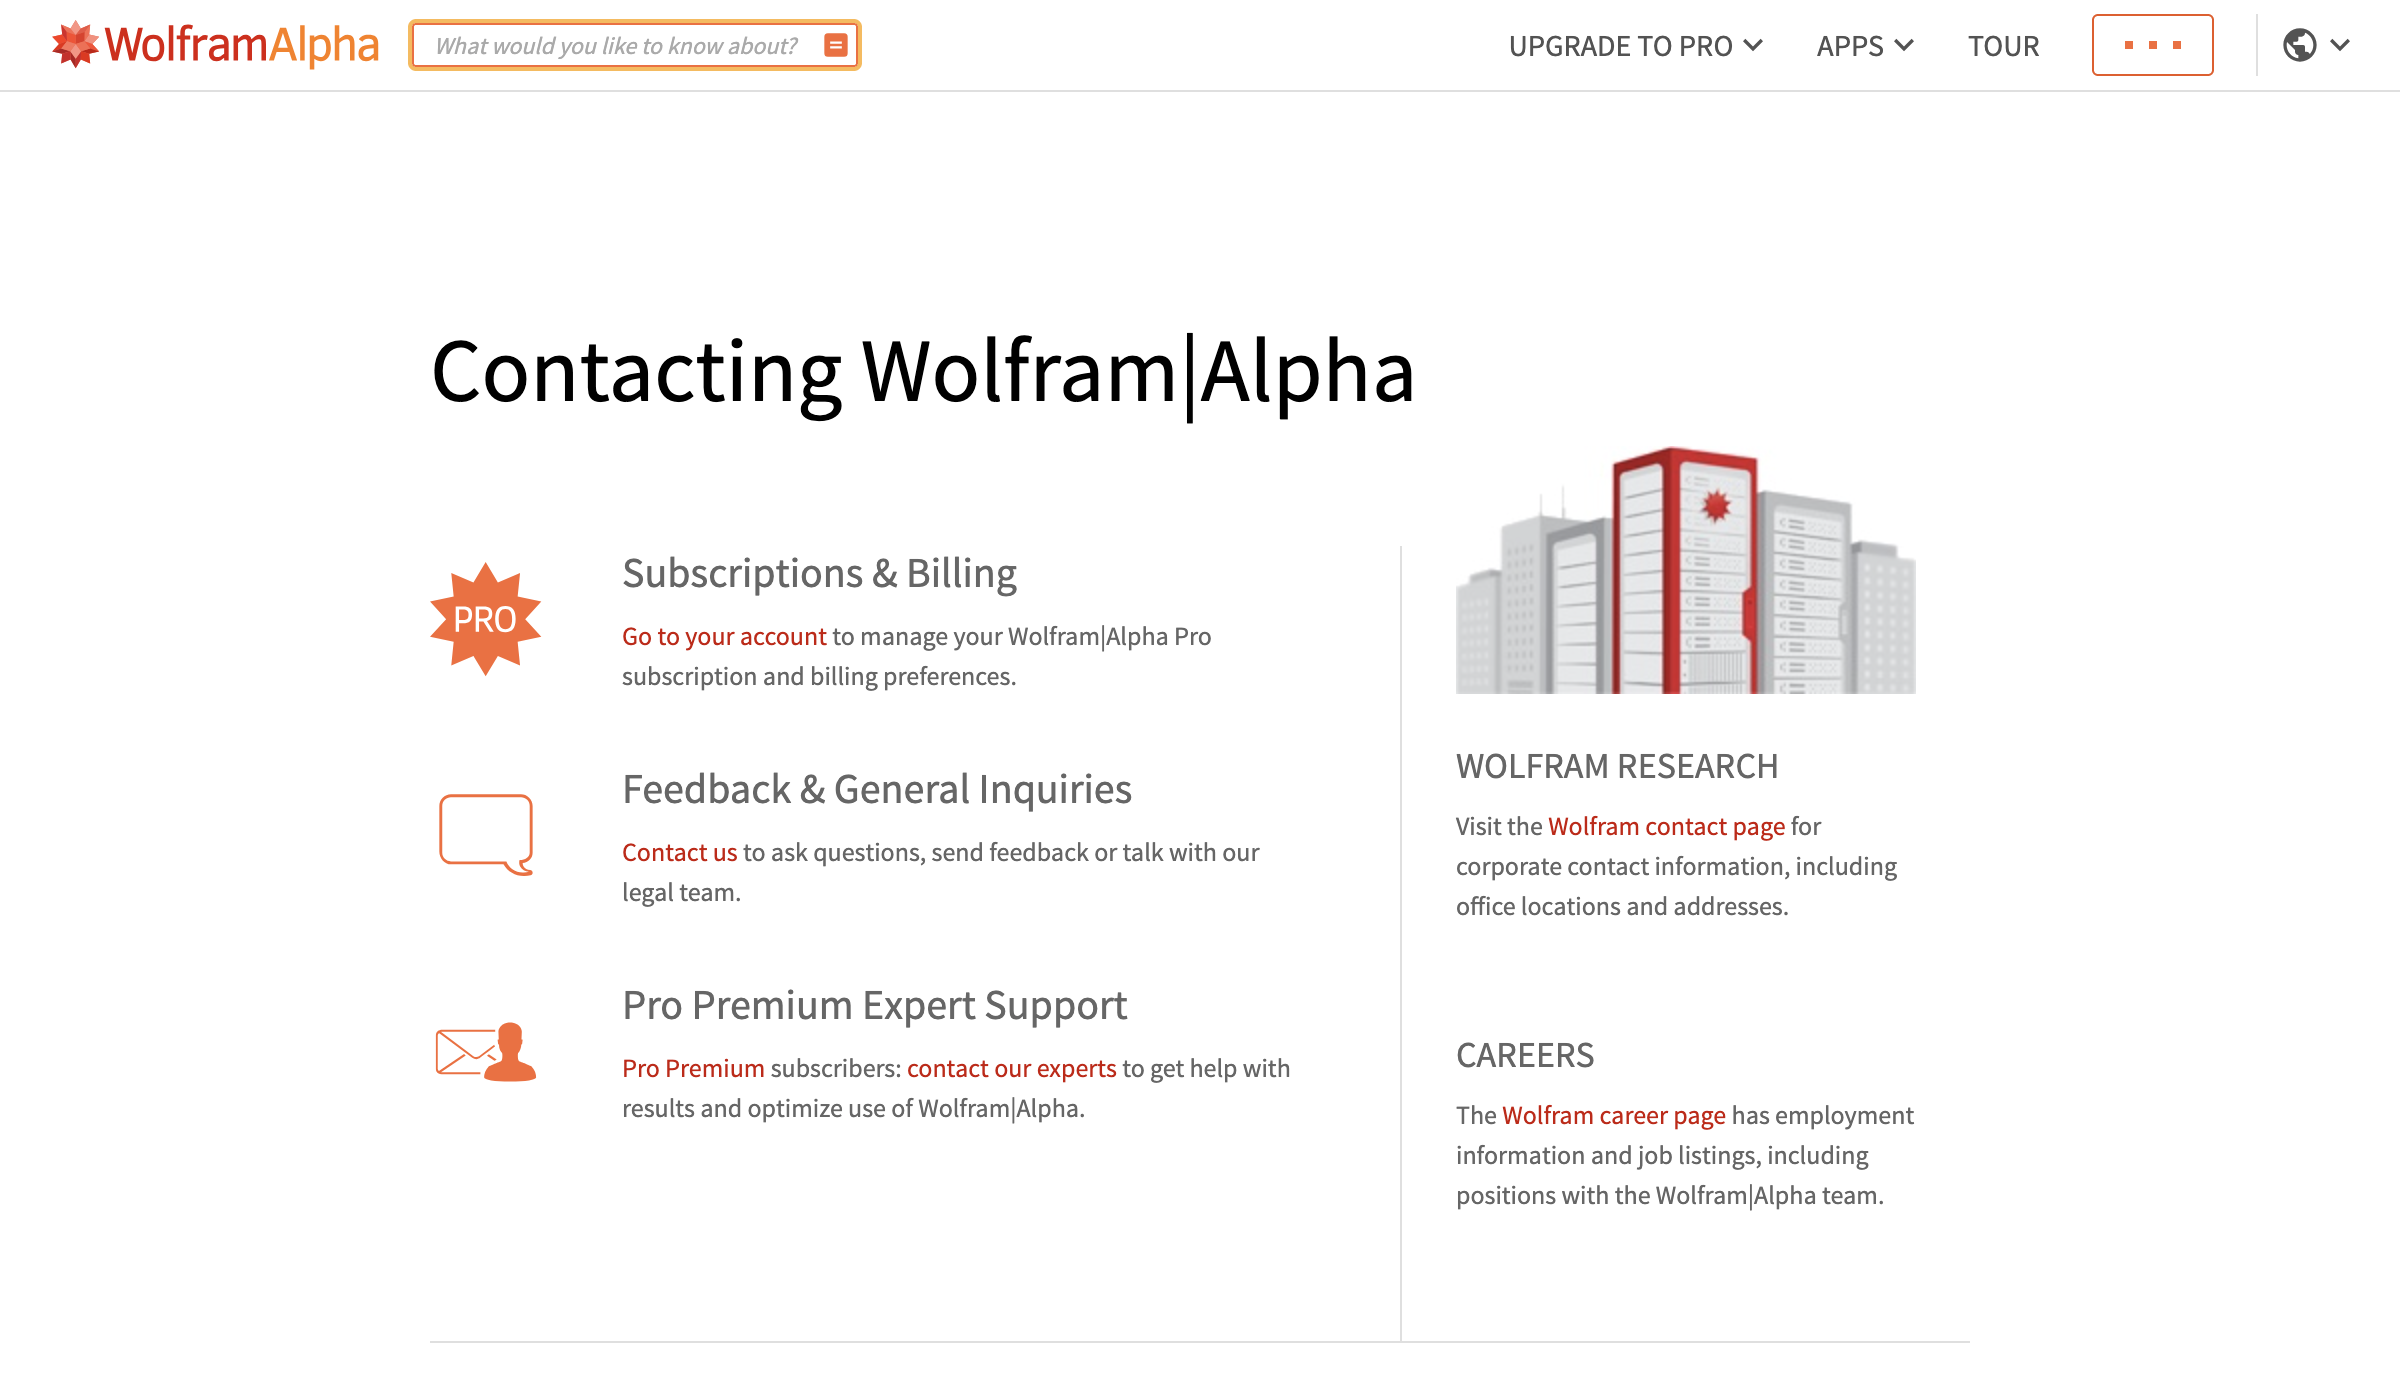 WolframAlpha
What would you like to know about?
UPGRADE TO PRO
APPS
TOUR
Contacting Wolfram|Alpha
PRO
Subscriptions & Billing
Go to your account to manage your Wolfram|Alpha Pro
subscription and billing preferences.
Feedback & General Inquiries
Contact us to ask questions, send feedback or talk with our
legal team.
Pro Premium Expert Support
Pro Premium subscribers: contact our experts to get help with
results and optimize use of Wolfram|Alpha.
WOLFRAM RESEARCH
Visit the Wolfram contact page for
corporate contact information, including
office locations and addresses.
CAREERS
The Wolfram career page has employment
information and job listings, including
positions with the Wolfram|Alpha team.